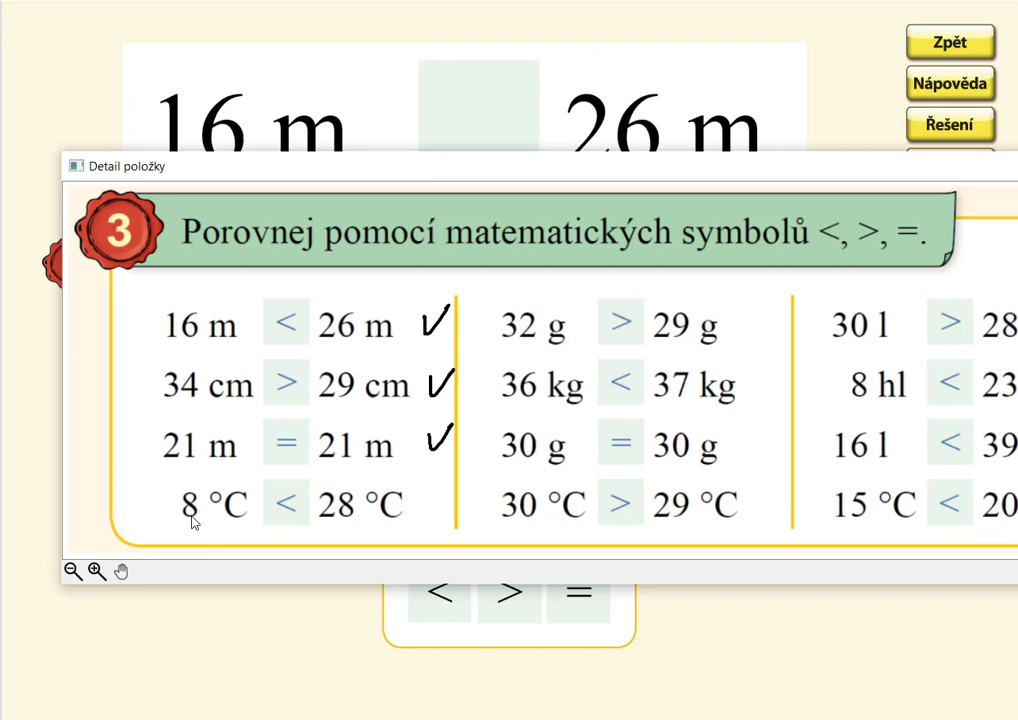 16 m 26 m
Zpět
Nápověda
Řešení
Detail položky
3 Porovnej pomocí matematických symbolů <, >, =.
16 m < 26 m ✓ 32 g > 29 g 30 l > 28
34 cm > 29 cm ✓ 36 kg < 37 kg 8 hl < 23
21 m = 21 m ✓ 30 g = 30 g 16 l < 39
8 °C < 28 °C 30 °C > 29 °C 15 °C < 20
< > =